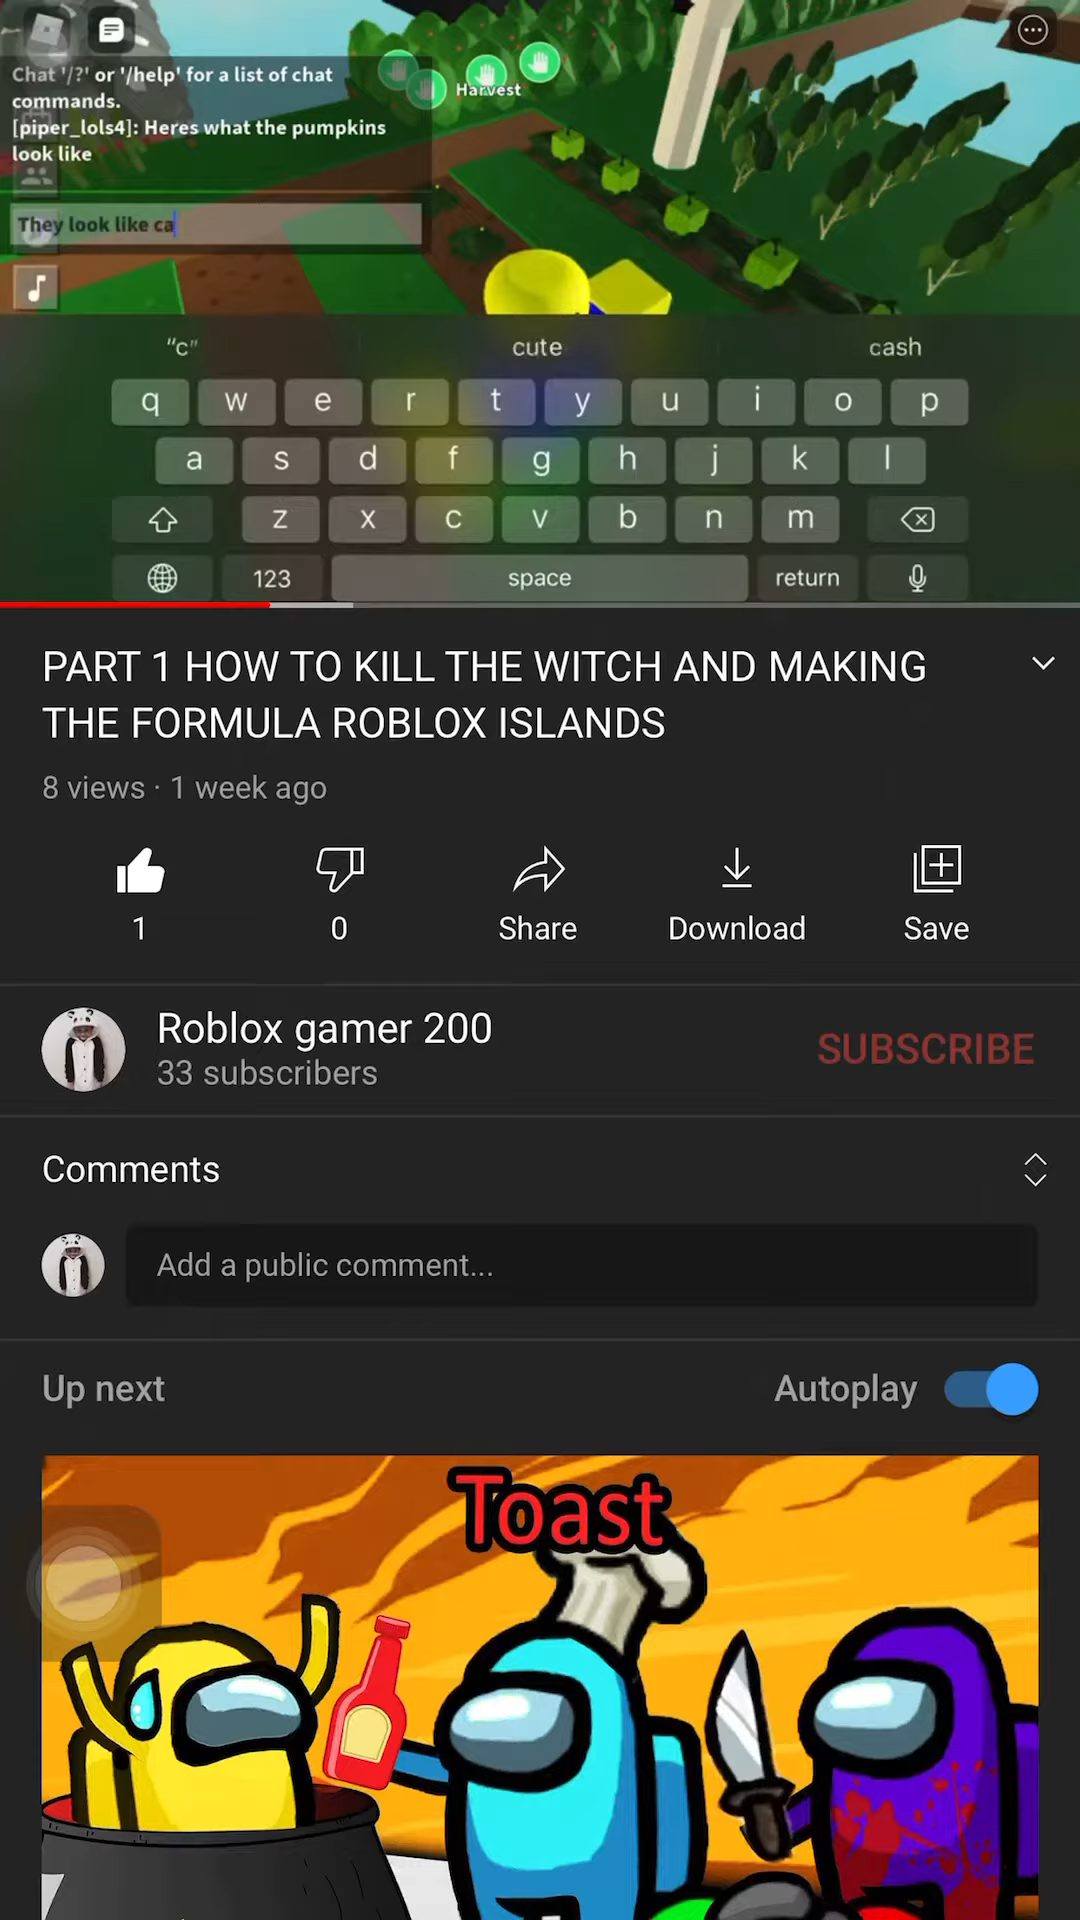 Chat '/?' or '/help' for a list of chat
commands.
[piper_lols4]: Heres what the pumpkins
look like
Harvest
They look like ca
"c" cute cash
q w e r t y u i o p
a s d f g h j k l
z x c v b n m
123 space return
PART 1 HOW TO KILL THE WITCH AND MAKING
THE FORMULA ROBLOX ISLANDS
8 views · 1 week ago
1 0 Share Download Save
Roblox gamer 200
33 subscribers
SUBSCRIBE
Comments
Add a public comment...
Up next Autoplay
Toast